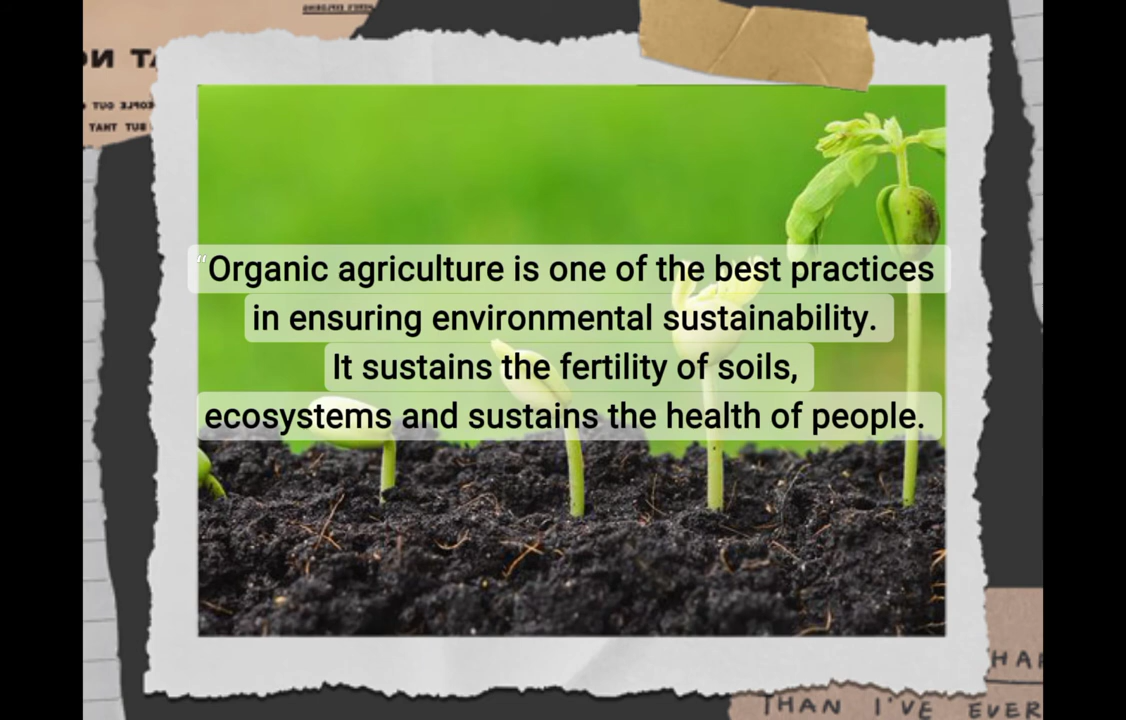 “Organic agriculture is one of the best practices
in ensuring environmental sustainability.
It sustains the fertility of soils,
ecosystems and sustains the health of people.
THAN I'VE EVER